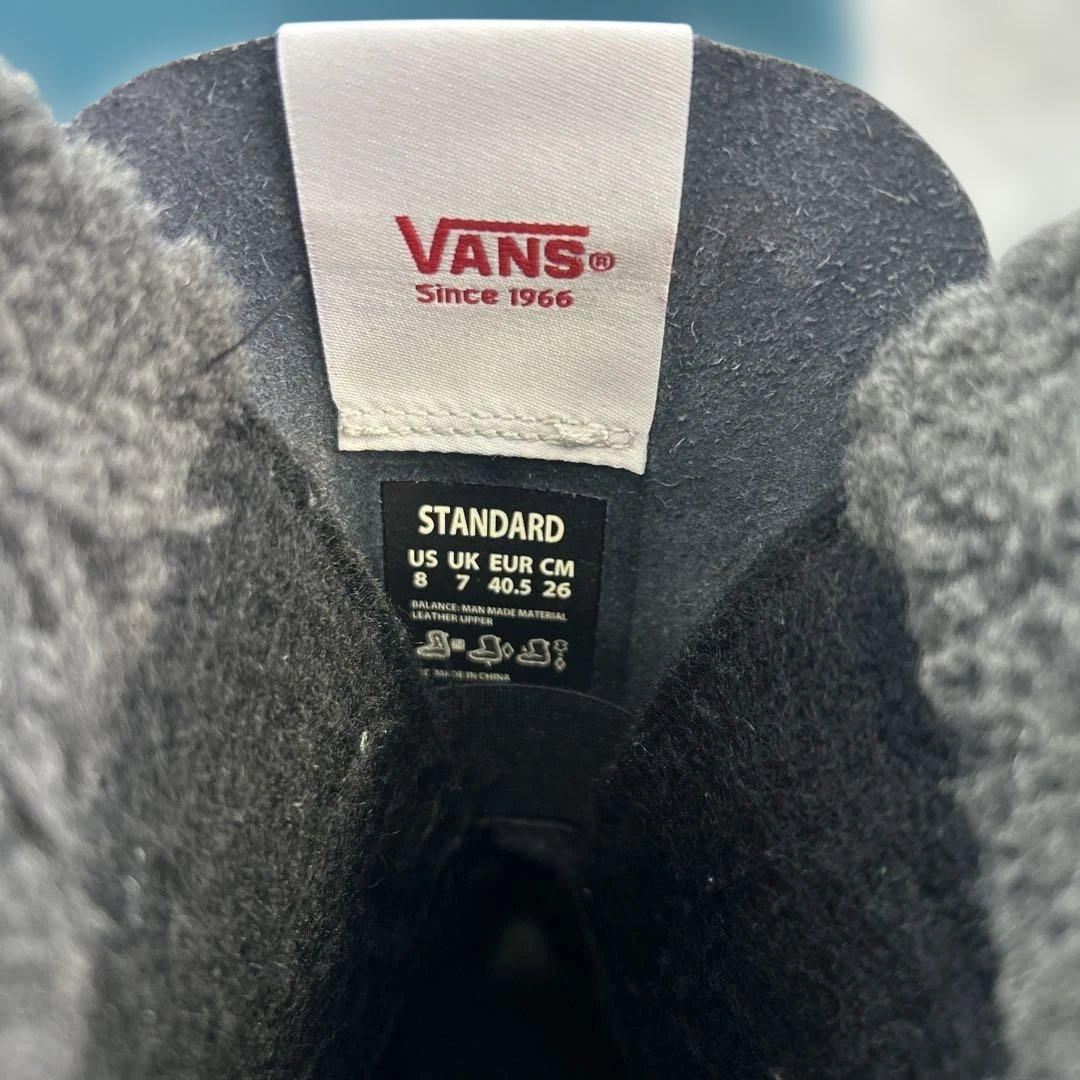 VANS®
Since 1966
STANDARD
US UK EUR CM
8 7 40.5 26
BALANCE: MAN MADE MATERIAL
LEATHER UPPER
MADE IN CHINA